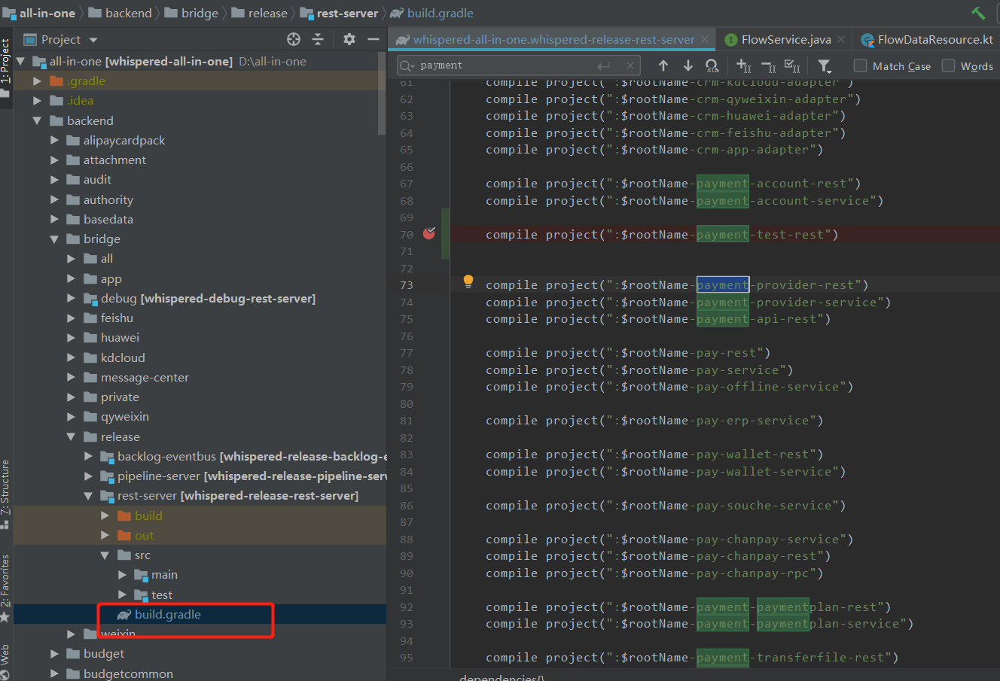 all-in-one backend bridge release rest-server build.gradle
Project
whispered-all-in-one.whispered-release-rest-server FlowService.java FlowDataResource.kt
payment
Match Case Words
1: Project
7: Structure
2: Favorites
Web
all-in-one [whispered-all-in-one] D:\all-in-one
.gradle
.idea
backend
alipaycardpack
attachment
audit
authority
basedata
bridge
all
app
debug [whispered-debug-rest-server]
feishu
huawei
kdcloud
message-center
private
qyweixin
release
backlog-eventbus [whispered-release-backlog-e
pipeline-server [whispered-release-pipeline-serv
rest-server [whispered-release-rest-server]
build
out
src
main
test
build.gradle
weixin
budget
budgetcommon
61 compile project(":$rootName-crm-kdcloud-adapter")
62 compile project(":$rootName-crm-qyweixin-adapter")
63 compile project(":$rootName-crm-huawei-adapter")
64 compile project(":$rootName-crm-feishu-adapter")
65 compile project(":$rootName-crm-app-adapter")
66
67 compile project(":$rootName-payment-account-rest")
68 compile project(":$rootName-payment-account-service")
69
70 compile project(":$rootName-payment-test-rest")
71
72
73 compile project(":$rootName-payment-provider-rest")
74 compile project(":$rootName-payment-provider-service")
75 compile project(":$rootName-payment-api-rest")
76
77 compile project(":$rootName-pay-rest")
78 compile project(":$rootName-pay-service")
79 compile project(":$rootName-pay-offline-service")
80
81 compile project(":$rootName-pay-erp-service")
82
83 compile project(":$rootName-pay-wallet-rest")
84 compile project(":$rootName-pay-wallet-service")
85
86 compile project(":$rootName-pay-souche-service")
87
88 compile project(":$rootName-pay-chanpay-service")
89 compile project(":$rootName-pay-chanpay-rest")
90 compile project(":$rootName-pay-chanpay-rpc")
91
92 compile project(":$rootName-payment-paymentplan-rest")
93 compile project(":$rootName-payment-paymentplan-service")
94
95 compile project(":$rootName-payment-transferfile-rest")
dependencies{}